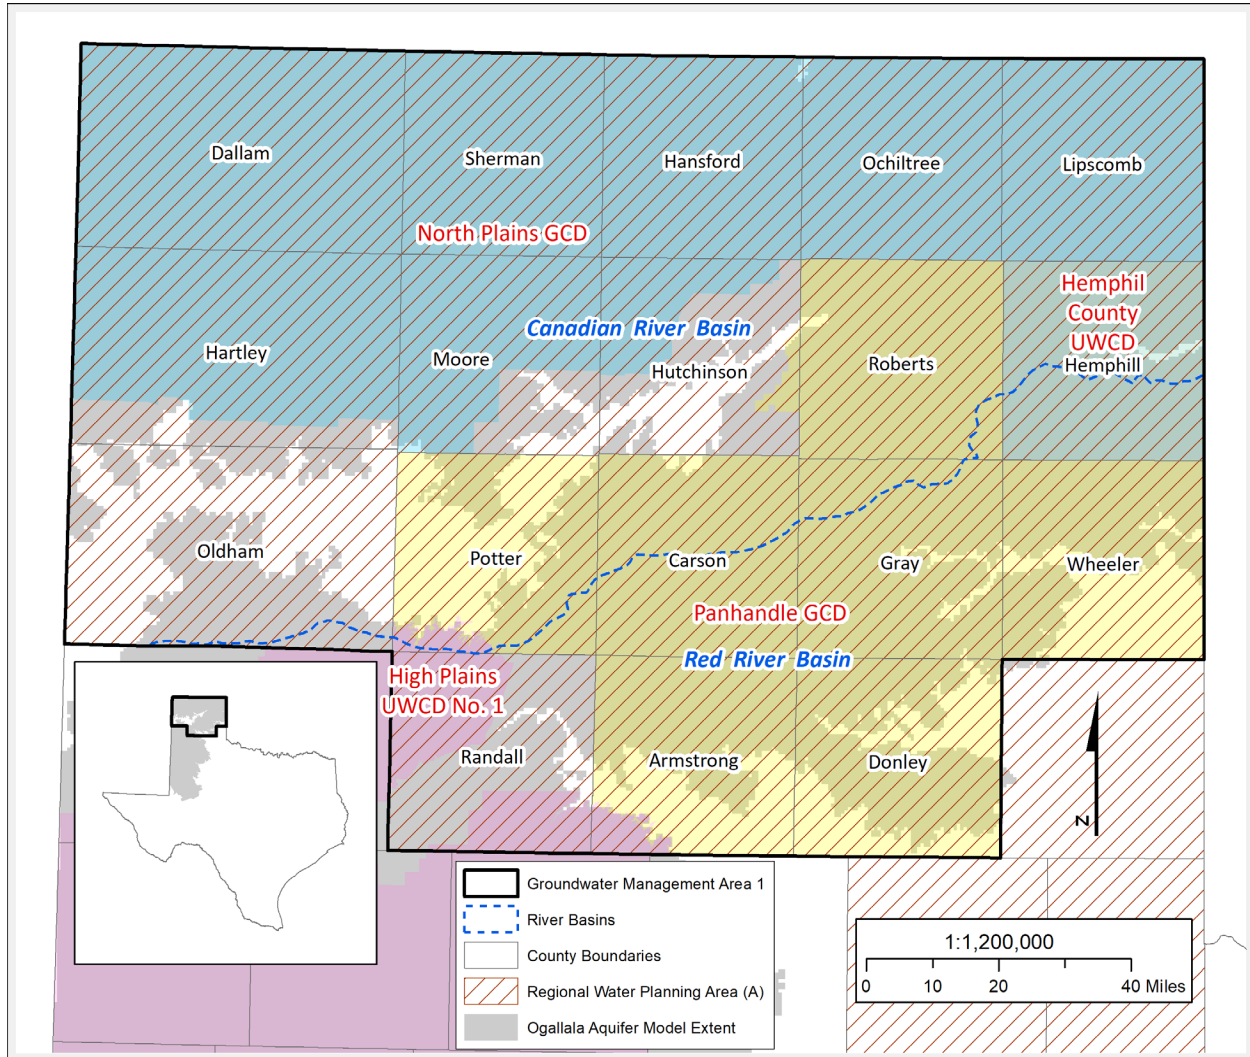 Dallam
Sherman
Hansford
Ochiltree
Lipscomb
North Plains GCD
Hemphil
County
UWCD
Canadian River Basin
Hartley
Moore
Hutchinson
Roberts
Hemphill
Oldham
Potter
Carson
Gray
Wheeler
Panhandle GCD
Red River Basin
High Plains
UWCD No. 1
Randall
Armstrong
Donley
N
Groundwater Management Area 1
River Basins
County Boundaries
Regional Water Planning Area (A)
Ogallala Aquifer Model Extent
1:1,200,000
0 10 20 40 Miles